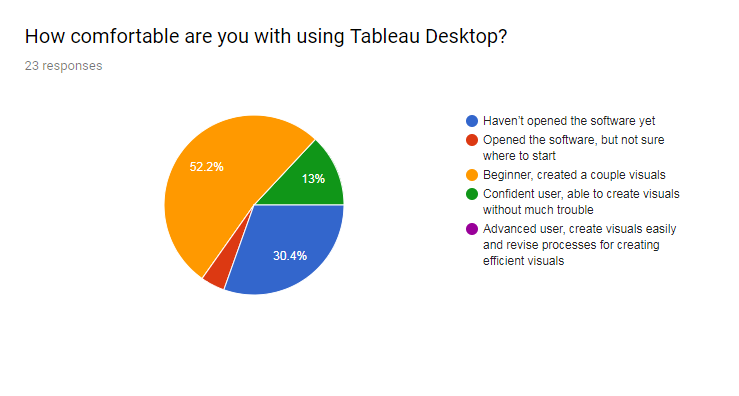 How comfortable are you with using Tableau Desktop?
23 responses
52.2%
13%
30.4%
Haven't opened the software yet
Opened the software, but not sure
where to start
Beginner, created a couple visuals
Confident user, able to create visuals
without much trouble
Advanced user, create visuals easily
and revise processes for creating
efficient visuals